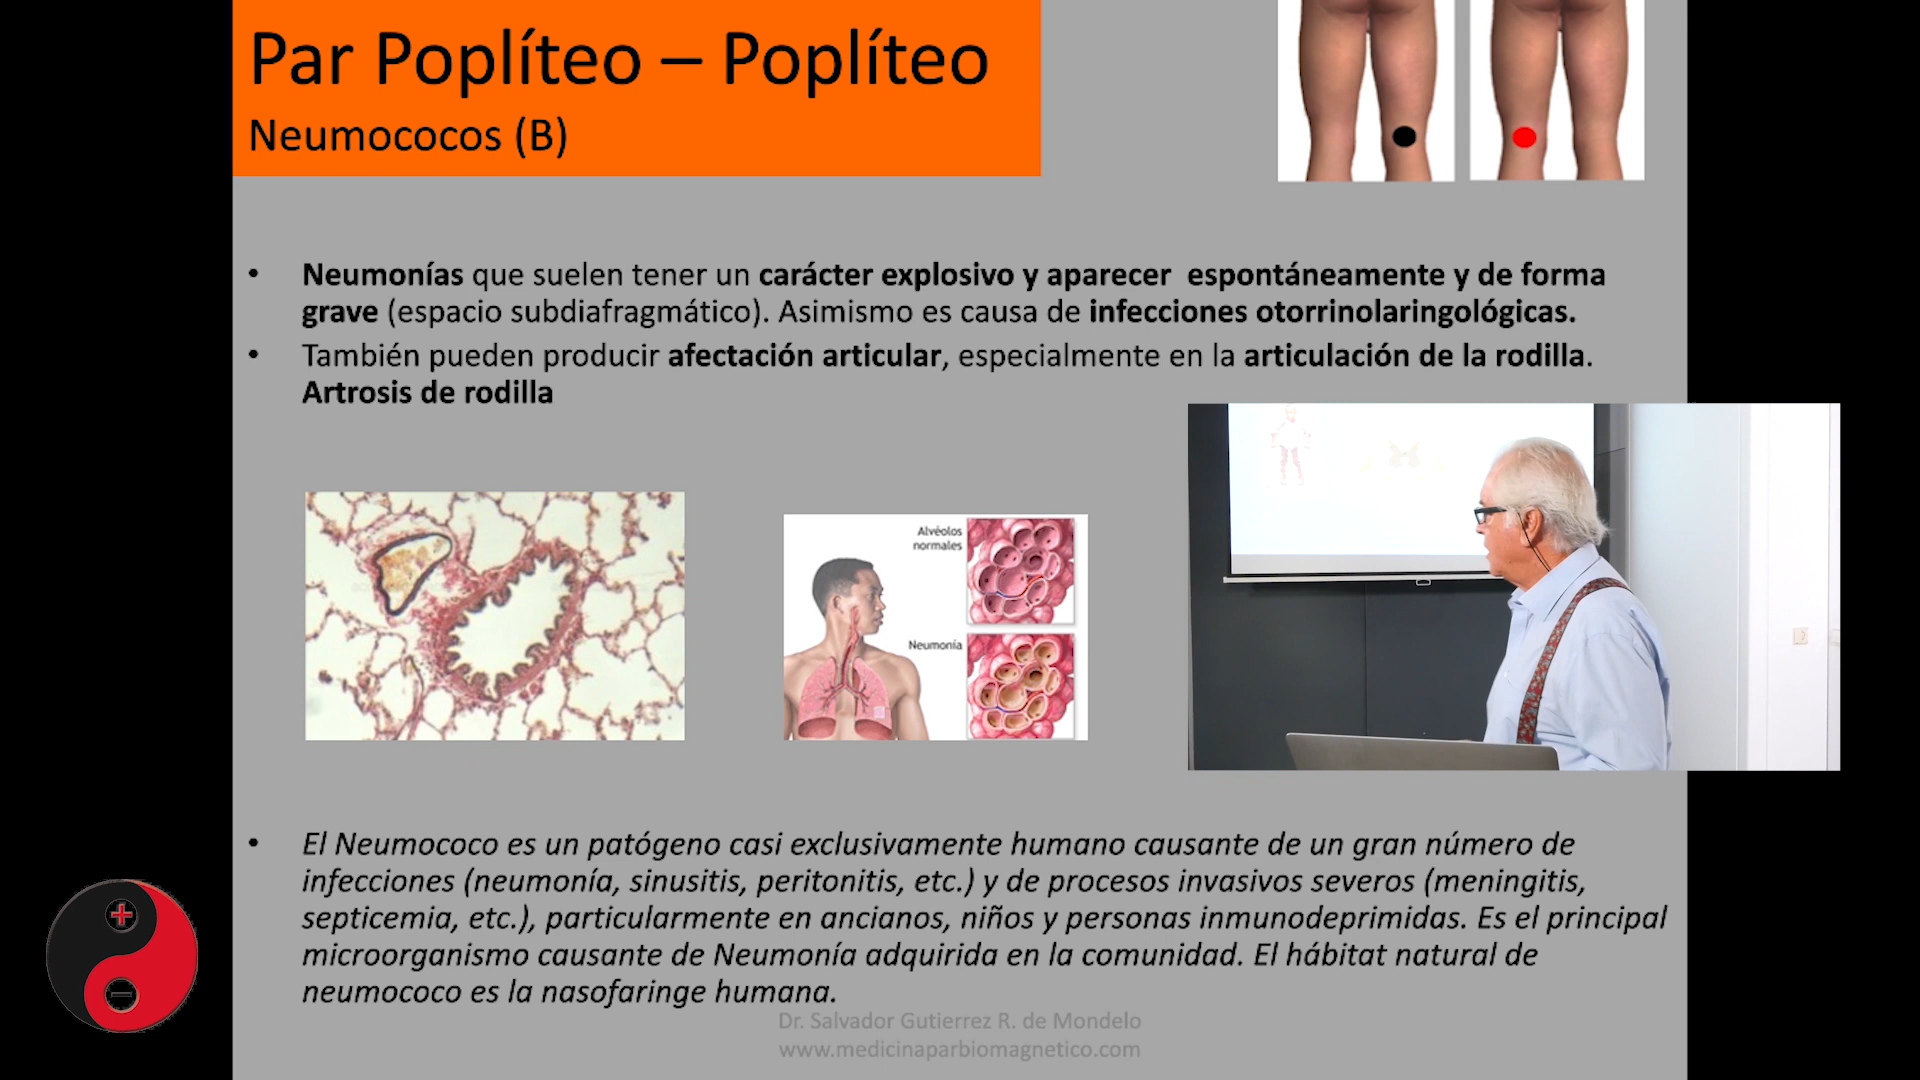 Par Poplíteo – Poplíteo
Neumococos (B)
• Neumonías que suelen tener un carácter explosivo y aparecer espontáneamente y de forma
grave (espacio subdiafragmático). Asimismo es causa de infecciones otorrinolaringológicas.
• También pueden producir afectación articular, especialmente en la articulación de la rodilla.
Artrosis de rodilla
Alvéolos
normales
Neumonía
• El Neumococo es un patógeno casi exclusivamente humano causante de un gran número de
infecciones (neumonía, sinusitis, peritonitis, etc.) y de procesos invasivos severos (meningitis,
septicemia, etc.), particularmente en ancianos, niños y personas inmunodeprimidas. Es el principal
microorganismo causante de Neumonía adquirida en la comunidad. El hábitat natural de
neumococo es la nasofaringe humana.
Dr. Salvador Gutierrez R. de Mondelo
www.medicinaparbiomagnetico.com